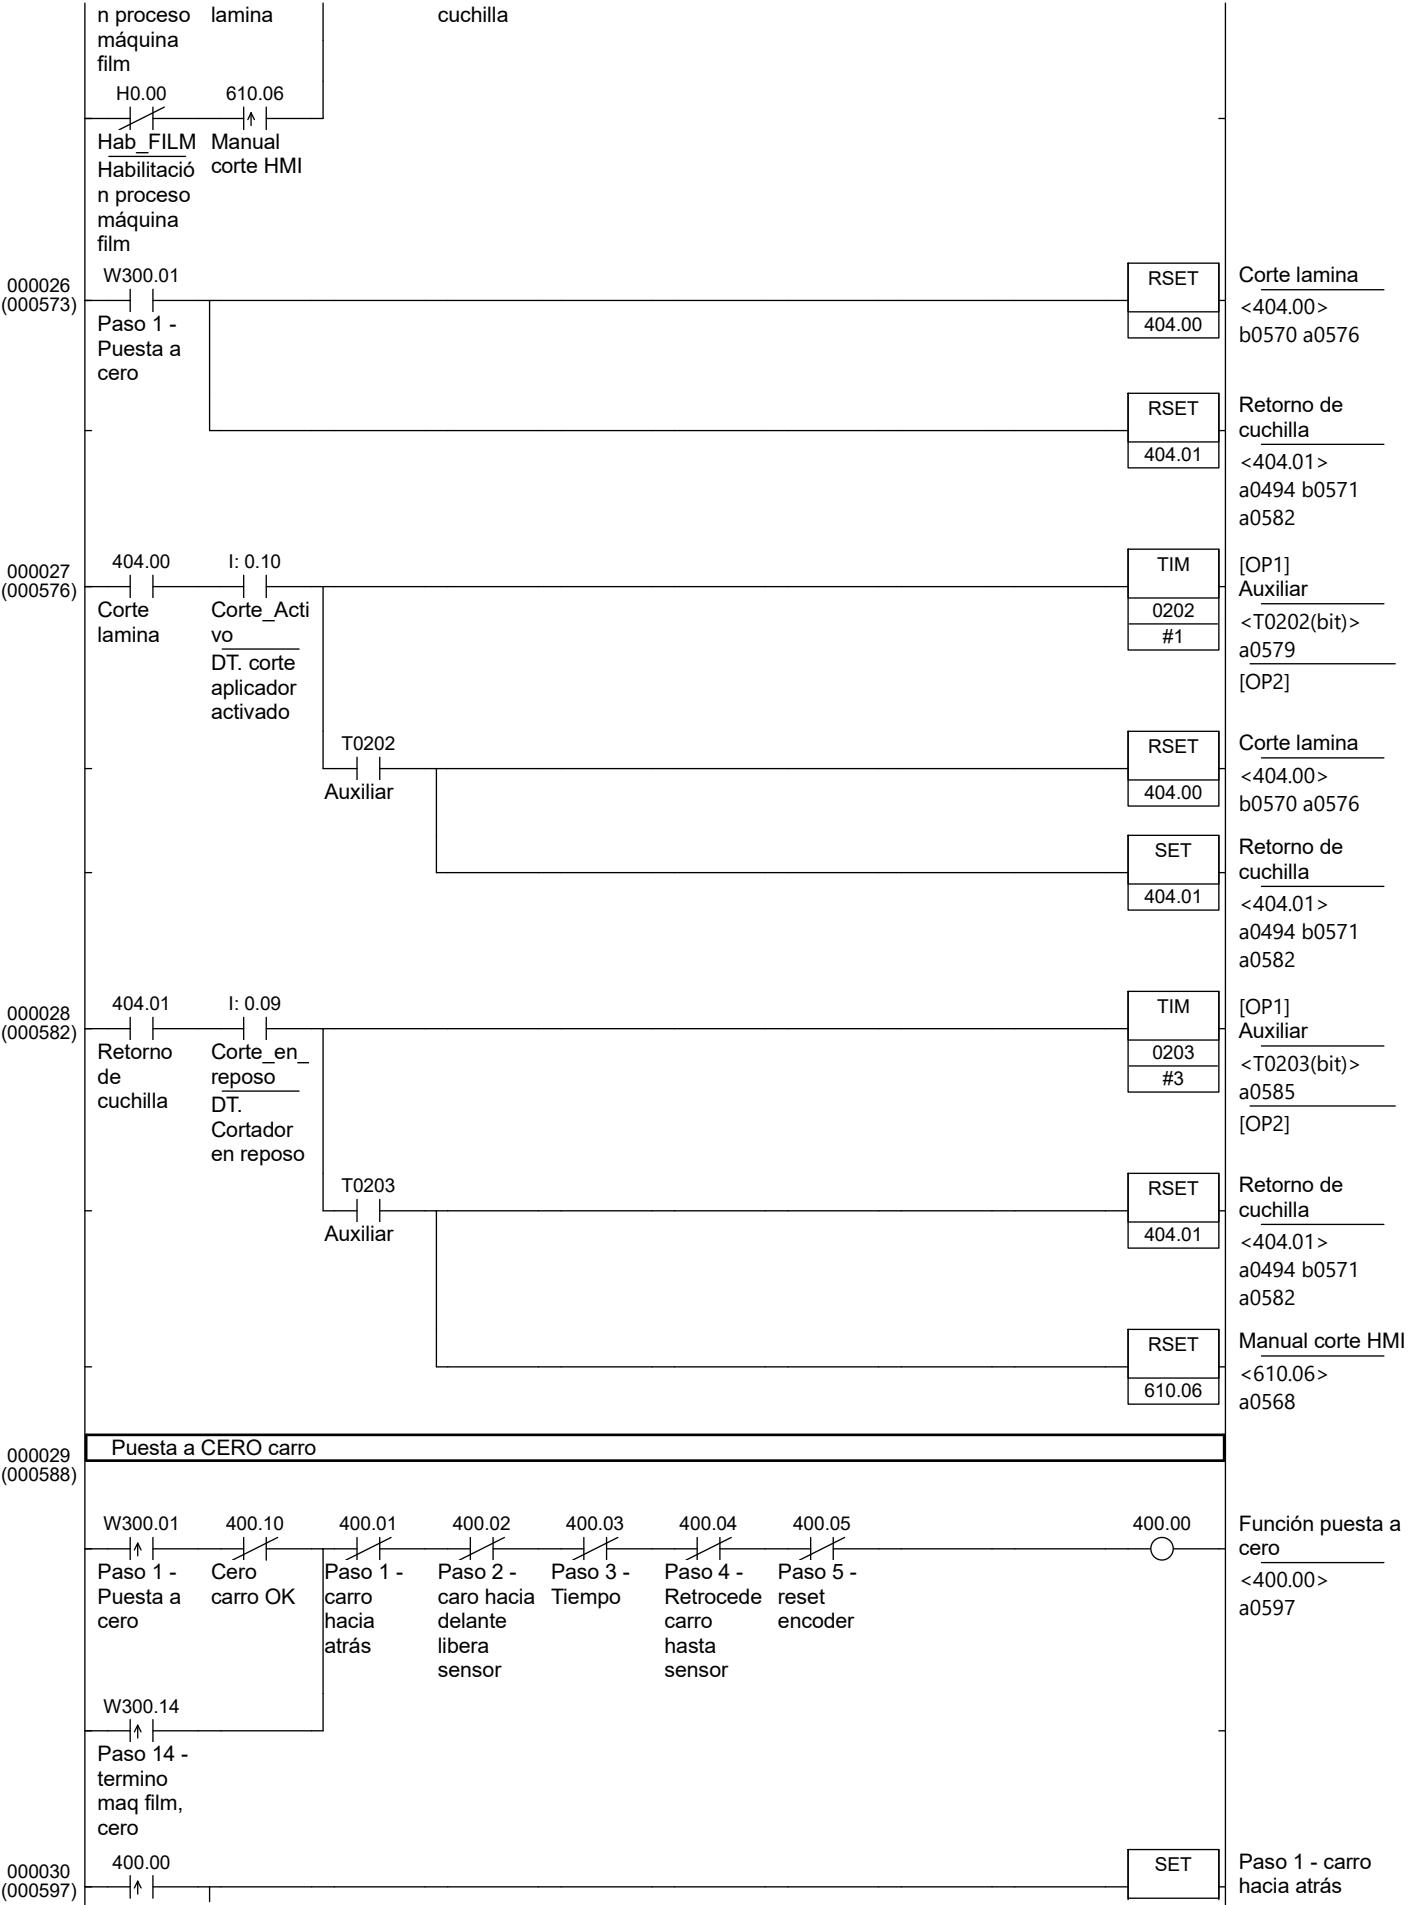 n proceso
máquina
film
lamina
cuchilla
H0.00
610.06
Hab_FILM
Habilitació
n proceso
máquina
film
Manual
corte HMI
000026
(000573)
W300.01
Paso 1 -
Puesta a
cero
RSET
404.00
Corte lamina
<404.00>
b0570 a0576
RSET
404.01
Retorno de
cuchilla
<404.01>
a0494 b0571
a0582
000027
(000576)
404.00
Corte
lamina
I: 0.10
Corte_Acti
vo
DT. corte
aplicador
activado
TIM
0202
#1
[OP1]
Auxiliar
<T0202(bit)>
a0579
[OP2]
T0202
Auxiliar
RSET
404.00
Corte lamina
<404.00>
b0570 a0576
SET
404.01
Retorno de
cuchilla
<404.01>
a0494 b0571
a0582
000028
(000582)
404.01
Retorno
de
cuchilla
I: 0.09
Corte_en_
reposo
DT.
Cortador
en reposo
TIM
0203
#3
[OP1]
Auxiliar
<T0203(bit)>
a0585
[OP2]
T0203
Auxiliar
RSET
404.01
Retorno de
cuchilla
<404.01>
a0494 b0571
a0582
RSET
610.06
Manual corte HMI
<610.06>
a0568
000029
(000588)
Puesta a CERO carro
W300.01
Paso 1 -
Puesta a
cero
400.10
Cero
carro OK
400.01
Paso 1 -
carro
hacia
atrás
400.02
Paso 2 -
caro hacia
delante
libera
sensor
400.03
Paso 3 -
Tiempo
400.04
Paso 4 -
Retrocede
carro
hasta
sensor
400.05
Paso 5 -
reset
encoder
400.00
Función puesta a
cero
<400.00>
a0597
W300.14
Paso 14 -
termino
maq film,
cero
000030
(000597)
400.00
SET
Paso 1 - carro
hacia atrás